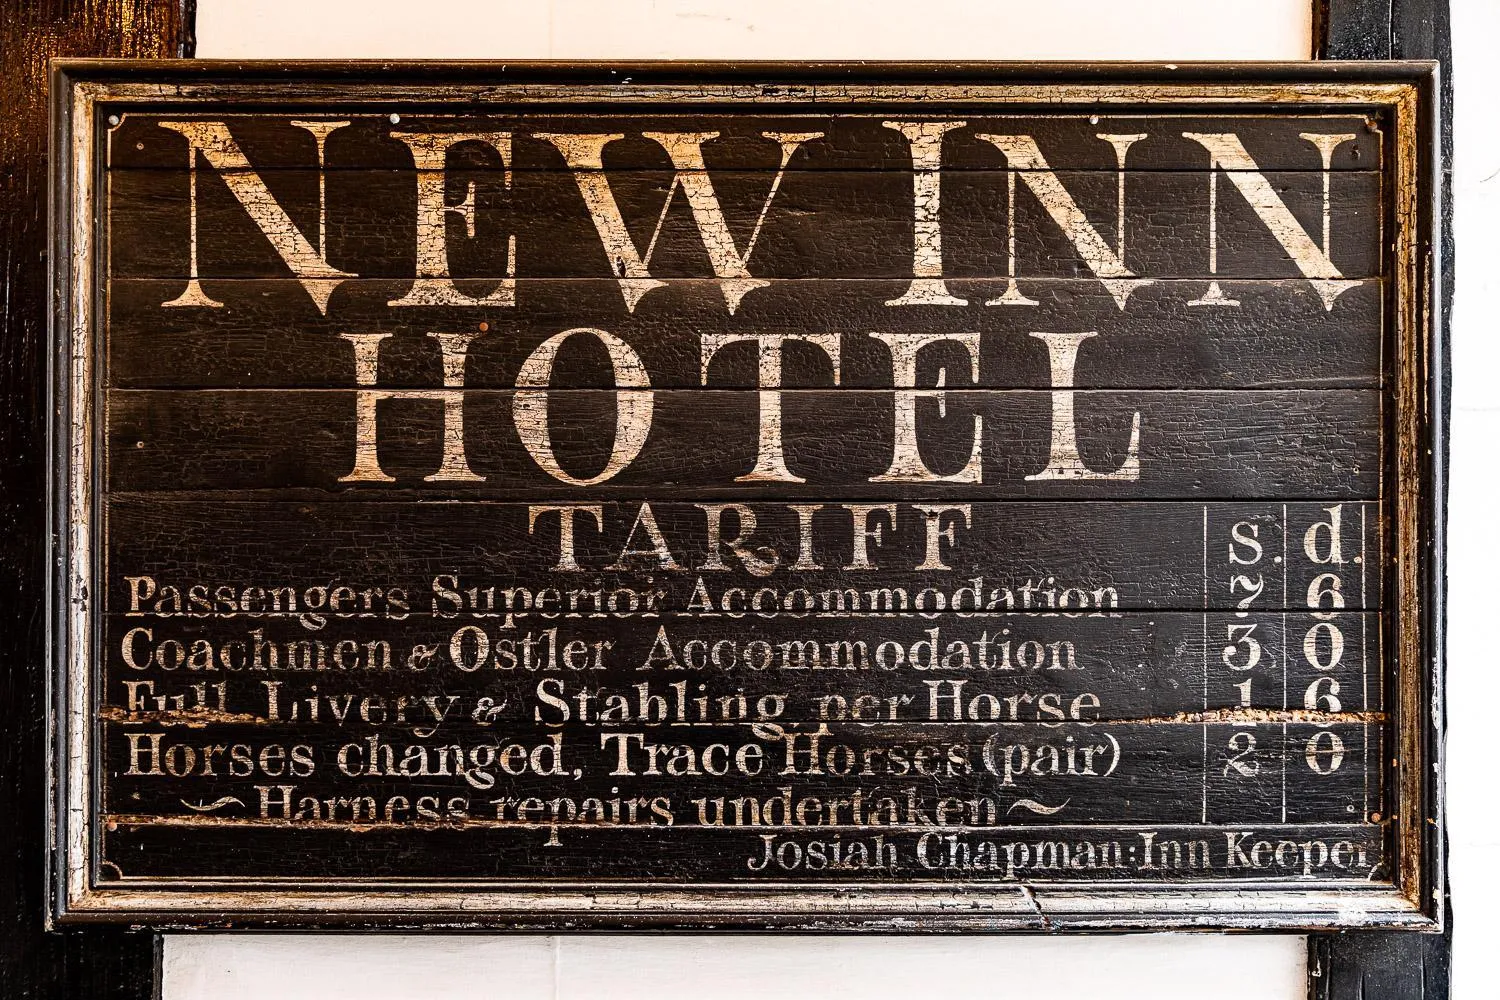 NEW INN
HOTEL
TARIFF s. d.
Passengers Superior Accommodation 7 6
Coachmen & Ostler Accommodation 3 0
Full Livery & Stabling per Horse 1 6
Horses changed, Trace Horses (pair) 2 0
~ Harness repairs undertaken ~
Josiah Chapman: Inn Keeper